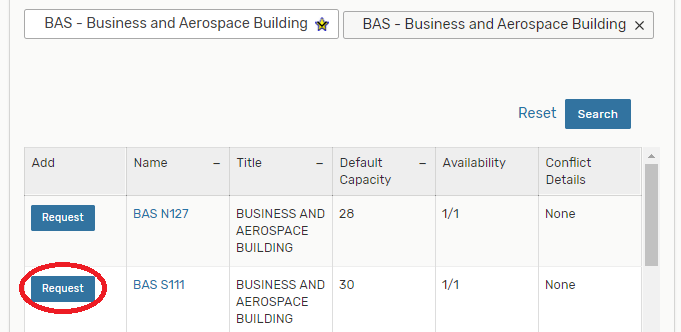 BAS - Business and Aerospace Building
BAS - Business and Aerospace Building ×
Reset Search
Add Name – Title – Default Capacity – Availability Conflict Details
Request BAS N127 BUSINESS AND AEROSPACE BUILDING 28 1/1 None
Request BAS S111 BUSINESS AND AEROSPACE BUILDING 30 1/1 None